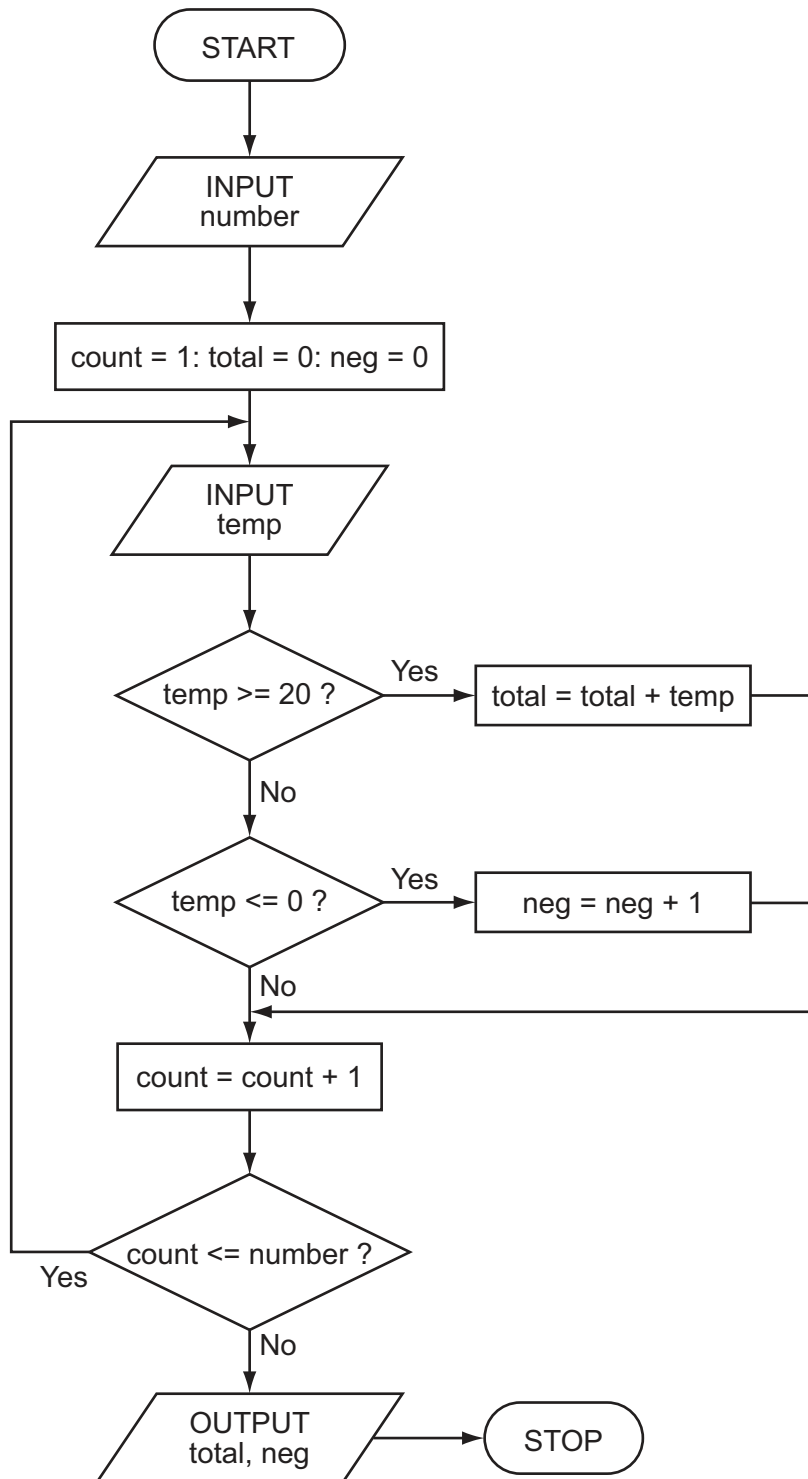 START
INPUT
number
count = 1: total = 0: neg = 0
INPUT
temp
temp >= 20 ?
Yes
total = total + temp
No
temp <= 0 ?
Yes
neg = neg + 1
No
count = count + 1
count <= number ?
Yes
No
OUTPUT
total, neg
STOP